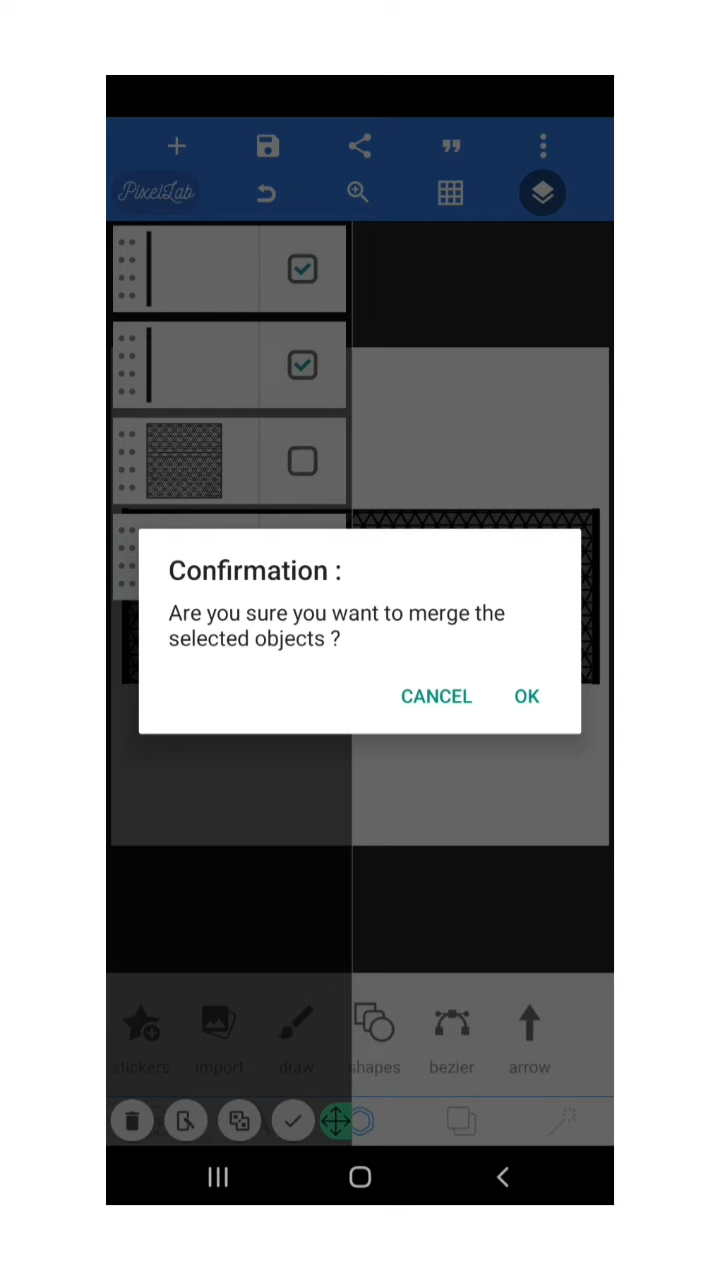 PixelLab
Confirmation :
Are you sure you want to merge the
selected objects ?
CANCEL OK
stickers import draw shapes bezier arrow